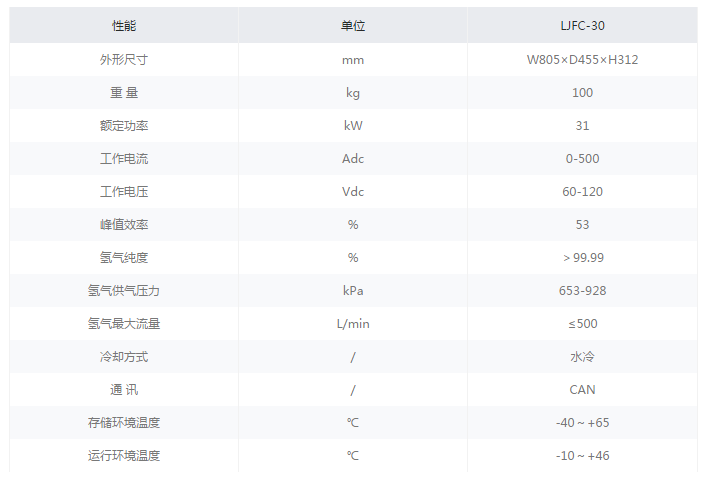 性能 单位 LJFC-30
外形尺寸 mm W805×D455×H312
重 量 kg 100
额定功率 kW 31
工作电流 Adc 0-500
工作电压 Vdc 60-120
峰值效率 % 53
氢气纯度 % ＞99.99
氢气供气压力 kPa 653-928
氢气最大流量 L/min ≤500
冷却方式 / 水冷
通 讯 / CAN
存储环境温度 ℃ -40～+65
运行环境温度 ℃ -10～+46